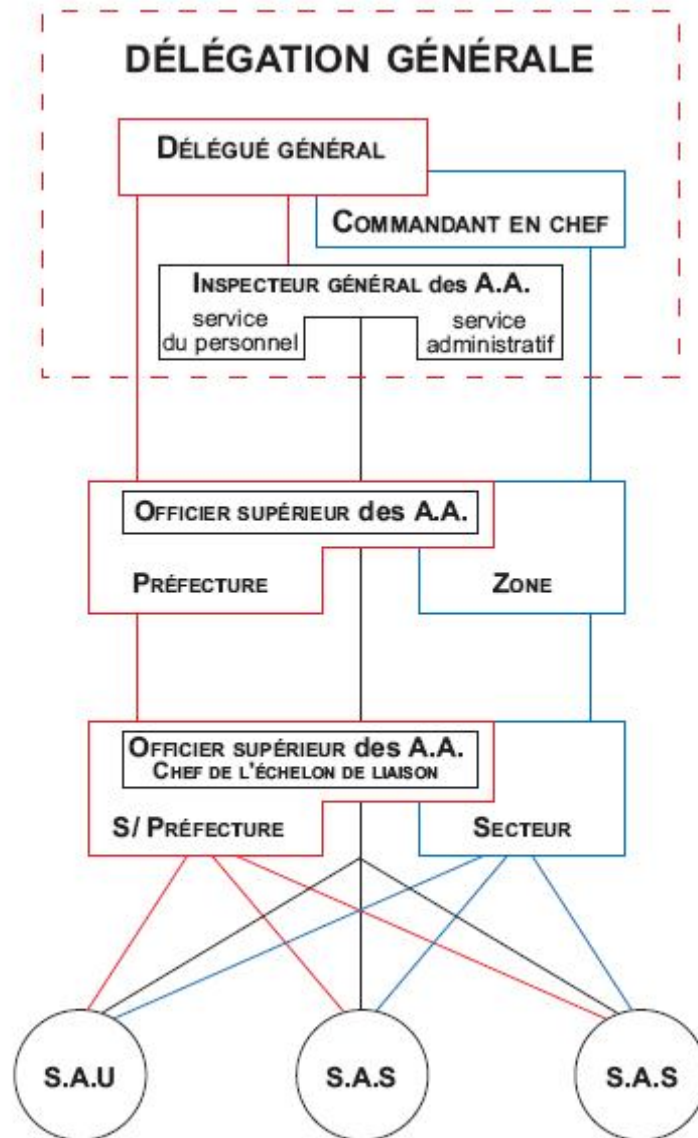 DÉLÉGATION GÉNÉRALE
DÉLÉGUÉ GÉNÉRAL
COMMANDANT EN CHEF
INSPECTEUR GÉNÉRAL des A.A.
service
du personnel
service
administratif
OFFICIER SUPÉRIEUR des A.A.
PRÉFECTURE
ZONE
OFFICIER SUPÉRIEUR des A.A.
CHEF DE L'ÉCHELON DE LIAISON
S/ PRÉFECTURE
SECTEUR
S.A.U
S.A.S
S.A.S